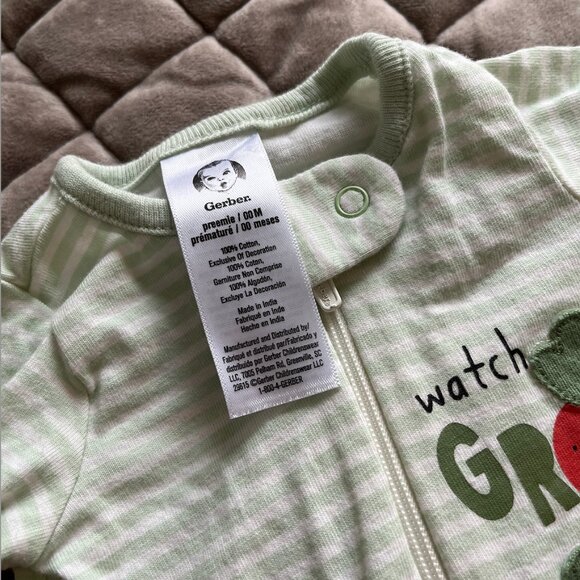 Gerber.
preemie / 00 M
prématuré / 00 meses
100% Cotton,
Exclusive Of Decoration
100% Coton,
Garniture Non Comprise
100% Algodón,
Excluye La Decoración
Made in India
Fabriqué en Inde
Hecho en India
Manufactured and Distributed by/
Fabriqué et distribué par/Fabricado y
distribuido por Gerber Childrenswear
LLC, 7005 Pelham Rd. Greenville, SC
29615 ©Gerber Childrenswear LLC
1-800-4-GERBER
watch
GR